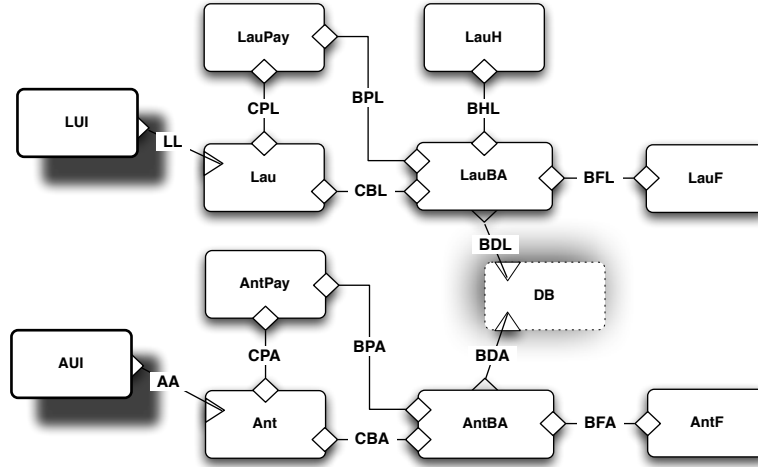 LauPay
LauH
BPL
CPL
BHL
LUI
LL
Lau
CBL
LauBA
BFL
LauF
BDL
AntPay
DB
BPA
CPA
BDA
AUI
AA
Ant
CBA
AntBA
BFA
AntF